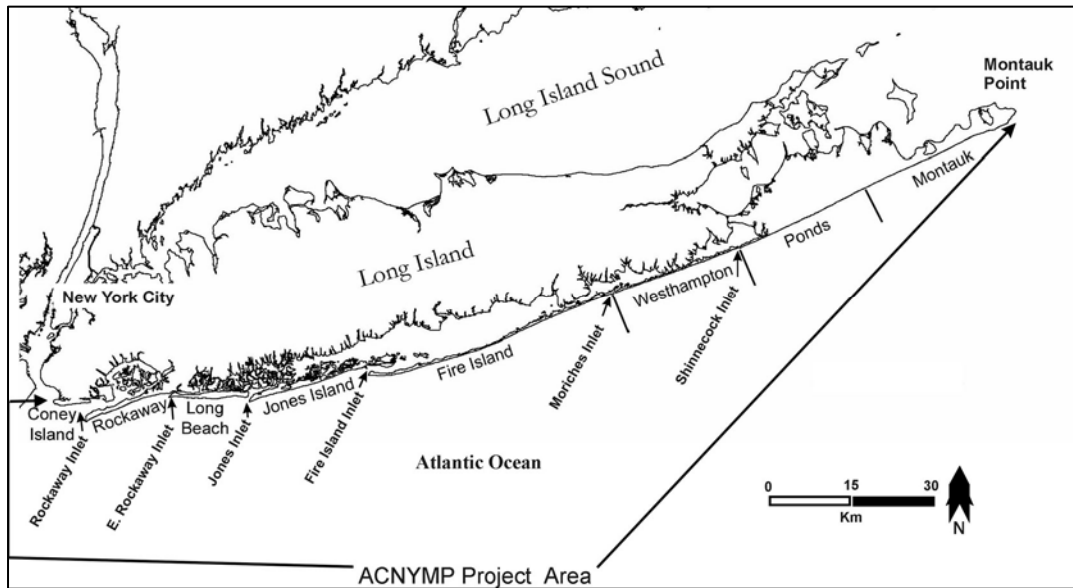 Montauk
Point
Long Island Sound
Montauk
Ponds
Long Island
New York City
Westhampton
Shinnecock Inlet
Moriches Inlet
Fire Island
Jones Island
Fire Island Inlet
Coney
Island
Rockaway
Long
Beach
Rockaway Inlet
E. Rockaway Inlet
Jones Inlet
Atlantic Ocean
0 15 30
Km
N
ACNYMP Project Area